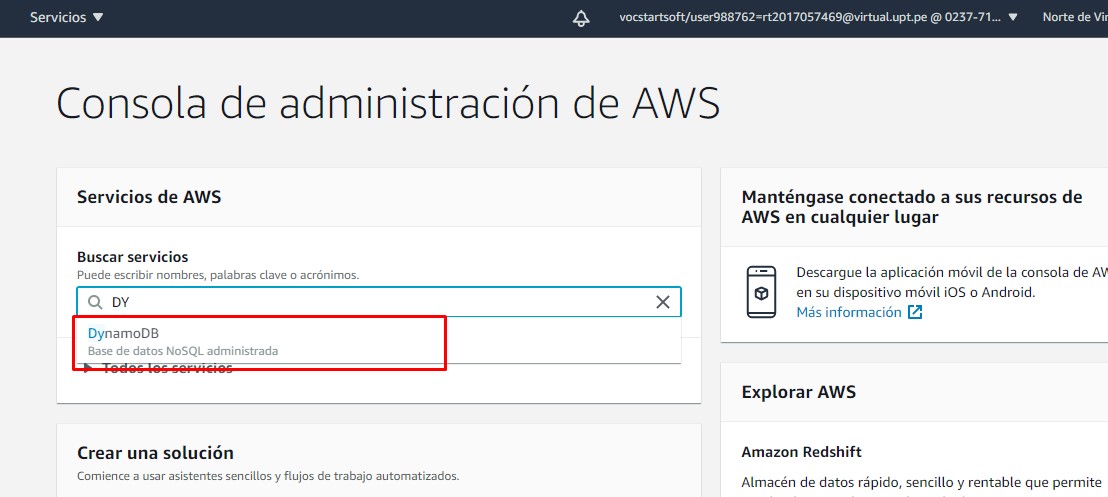 Servicios
vocstartsoft/user988762=rt2017057469@virtual.upt.pe @ 0237-71...
Norte de Vir
Consola de administración de AWS
Servicios de AWS
Buscar servicios
Puede escribir nombres, palabras clave o acrónimos.
DY
DynamoDB
Base de datos NoSQL administrada
Todos los servicios
Crear una solución
Comience a usar asistentes sencillos y flujos de trabajo automatizados.
Manténgase conectado a sus recursos de
AWS en cualquier lugar
Descargue la aplicación móvil de la consola de AW
en su dispositivo móvil iOS o Android.
Más información
Explorar AWS
Amazon Redshift
Almacén de datos rápido, sencillo y rentable que permite